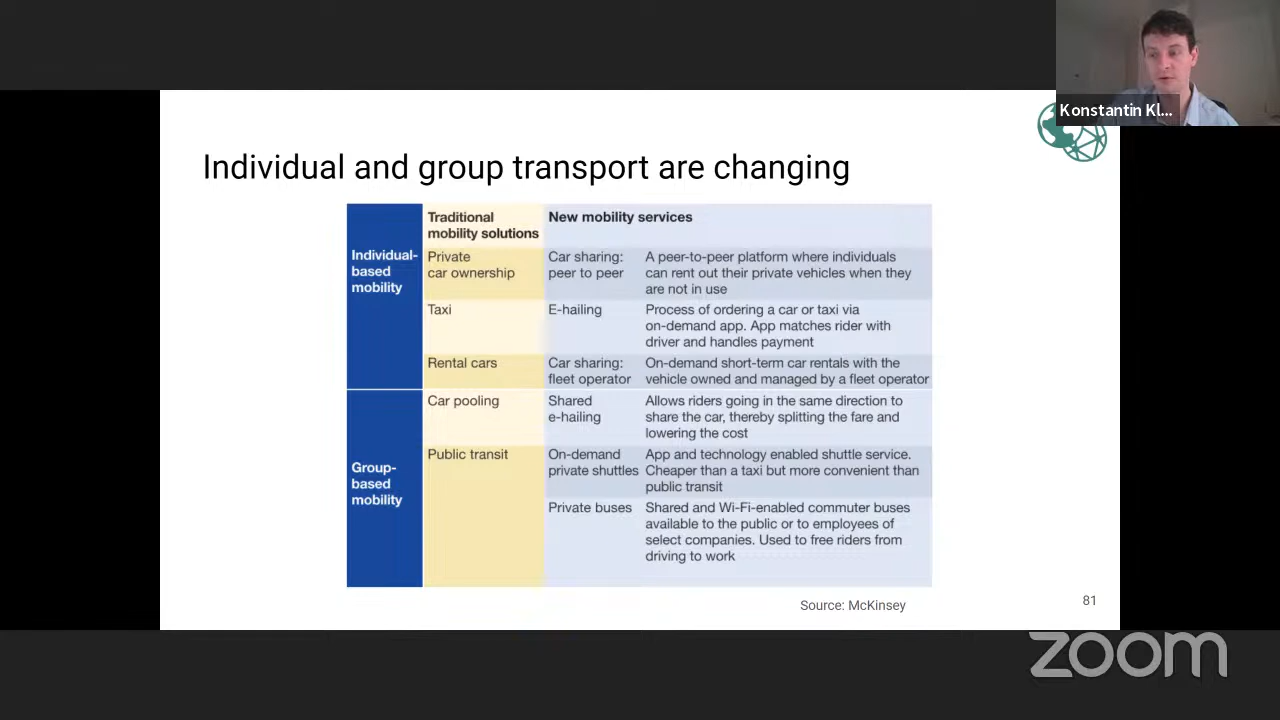 Konstantin Kl...
Individual and group transport are changing
Traditional
mobility solutions
New mobility services
Individual-
based
mobility
Private
car ownership
Car sharing:
peer to peer
A peer-to-peer platform where individuals
can rent out their private vehicles when they
are not in use
Taxi
E-hailing
Process of ordering a car or taxi via
on-demand app. App matches rider with
driver and handles payment
Rental cars
Car sharing:
fleet operator
On-demand short-term car rentals with the
vehicle owned and managed by a fleet operator
Group-
based
mobility
Car pooling
Shared
e-hailing
Allows riders going in the same direction to
share the car, thereby splitting the fare and
lowering the cost
Public transit
On-demand
private shuttles
App and technology enabled shuttle service.
Cheaper than a taxi but more convenient than
public transit
Private buses
Shared and Wi-Fi-enabled commuter buses
available to the public or to employees of
select companies. Used to free riders from
driving to work
Source: McKinsey
81
zoom